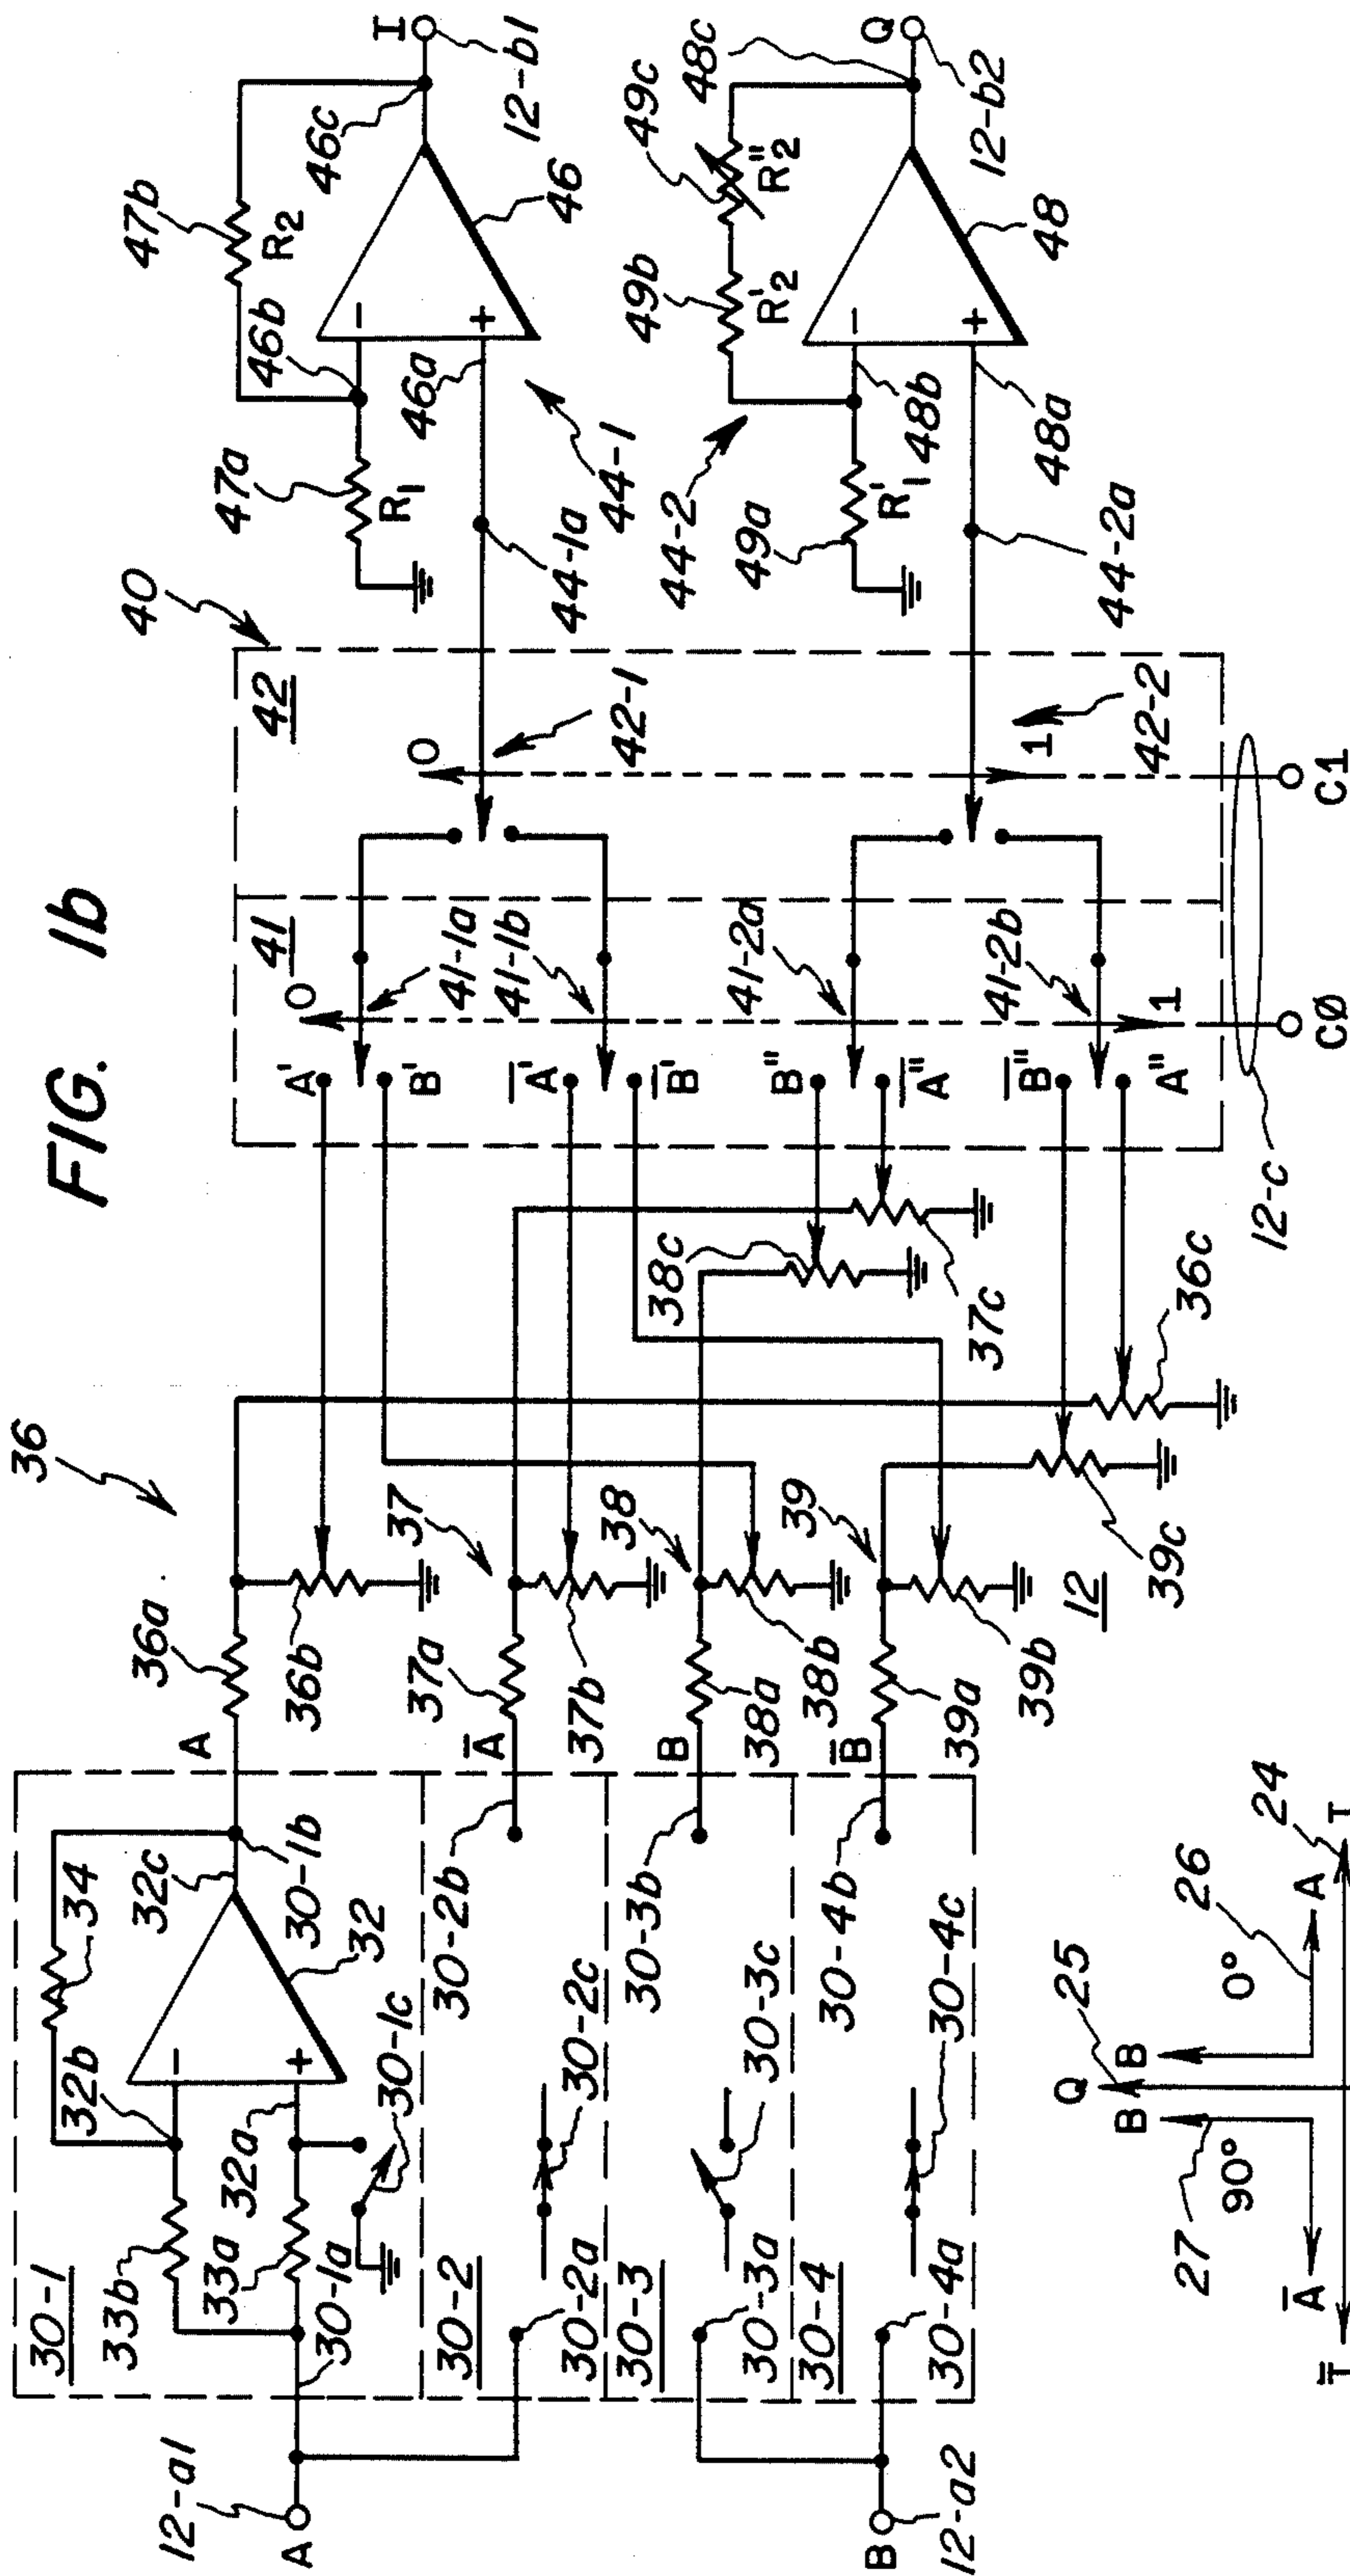 FIG. 1b
12-a1
A
B
12-a2
30-1
33b
33a
30-1a
32b
32a
34
32c
32
30-1b
30-1c
30-2
30-2a
30-2b
30-2c
30-3
30-3a
30-3b
30-3c
30-4
30-4a
30-4b
30-4c
A
A̅
B
B̅
36
36a
36b
37
37a
37b
38
38a
38b
39
39a
39b
12
39c
36c
37c
38c
12-c
40
41
42
0
A'
B'
A̅'
B̅'
B"
A̅"
B̅"
A"
41-1a
41-1b
41-2a
41-2b
1
0
42-1
1
42-2
CØ
C1
47a
R1
47b
R2
46b
46a
46c
46
44-1a
44-1
I
12-b1
44-2
49a
R'1
49b
R'2
49c
R"2
48b
48a
48c
48
44-2a
Q
12-b2
Q
25
B
B
27
90°
0°
26
A̅
A
24